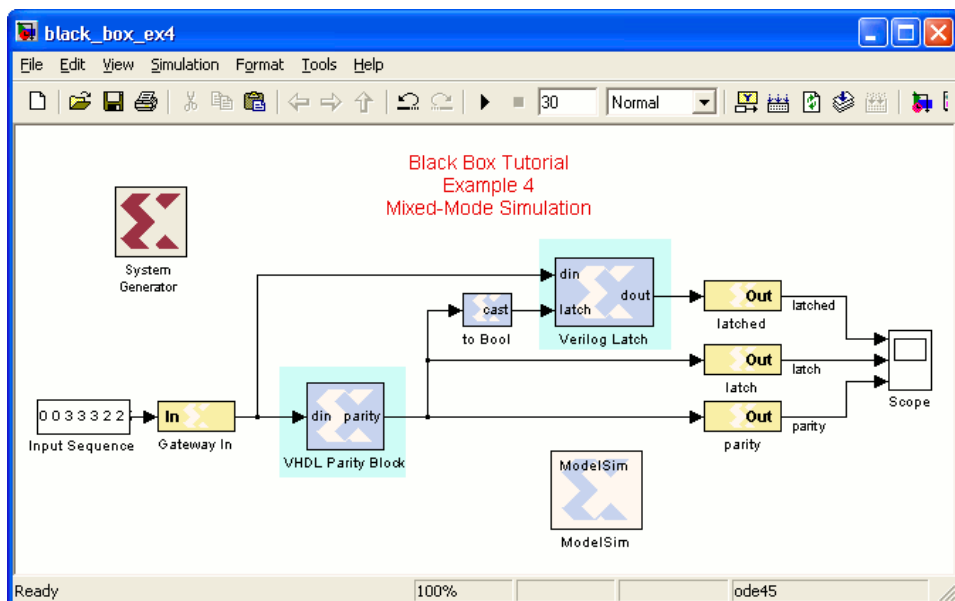 black_box_ex4
File Edit View Simulation Format Tools Help
30 Normal
Black Box Tutorial
Example 4
Mixed-Mode Simulation
System
Generator
din
latch
dout
Verilog Latch
cast
to Bool
Out
latched
latched
Out
latch
latch
Out
parity
parity
Scope
0 0 3 3 3 2 2
Input Sequence
In
Gateway In
din parity
VHDL Parity Block
ModelSim
ModelSim
Ready 100% ode45